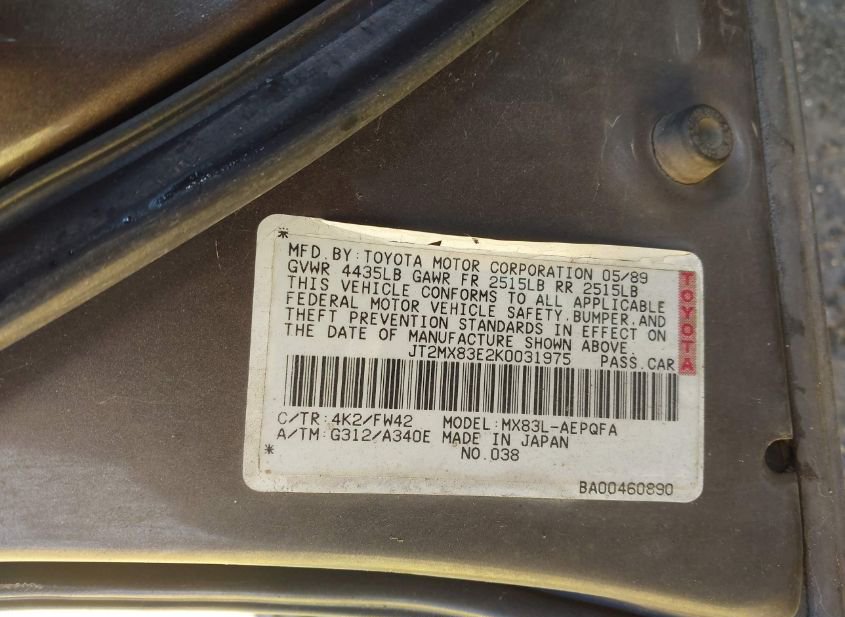 *
MFD.BY:TOYOTA MOTOR CORPORATION 05/89
GVWR 4435LB GAWR FR 2515LB RR 2515LB
THIS VEHICLE CONFORMS TO ALL APPLICABLE
FEDERAL MOTOR VEHICLE SAFETY.BUMPER.AND
THEFT PREVENTION STANDARDS IN EFFECT ON
THE DATE OF MANUFACTURE SHOWN ABOVE.
JT2MX83E2K0031975 PASS.CAR
TOYOTA
C/TR:4K2/FW42 MODEL:MX83L-AEPQFA
A/TM:G312/A340E MADE IN JAPAN
* NO.038
BA00460890